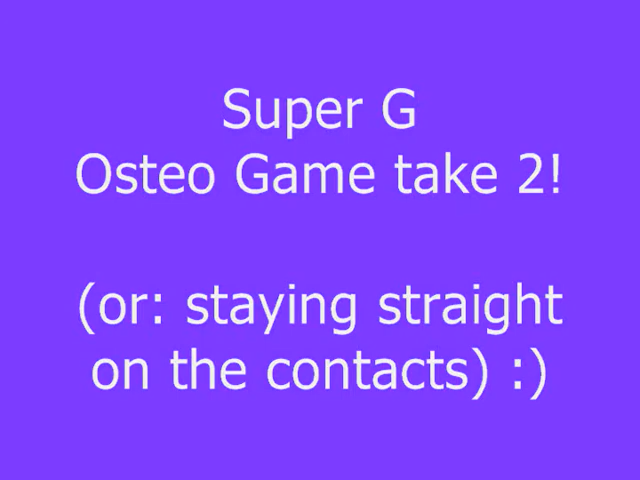 Super G
Osteo Game take 2!
(or: staying straight
on the contacts) :)